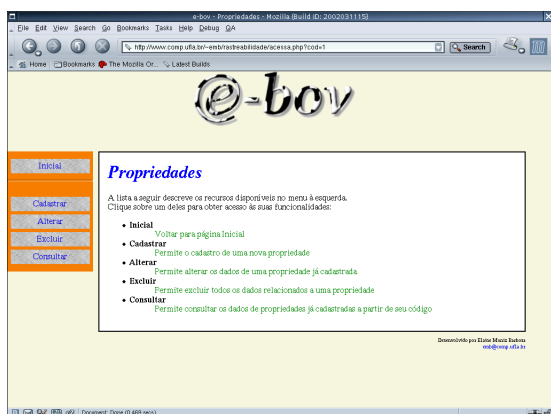 e-bov - Propriedades - Mozilla {Build ID: 2002031115}
File Edit View Search Go Bookmarks Tasks Help Debug QA
http://www.comp.ufla.br/~emb/rastreabilidade/acessa.php?cod=1
Search
Home Bookmarks The Mozilla Or... Latest Builds
e-bov
Inicial
Cadastrar
Alterar
Excluir
Consultar
Propriedades
A lista a seguir descreve os recursos disponíveis no menu à esquerda.
Clique sobre um deles para obter acesso às suas funcionalidades:
Inicial
Voltar para página Inicial
Cadastrar
Permite o cadastro de uma nova propriedade
Alterar
Permite alterar os dados de uma propriedade já cadastrada
Excluir
Permite excluir todos os dados relacionados a uma propriedade
Consultar
Permite consultar os dados de propriedades já cadastradas a partir de seu código
Desenvolvido por Elaine Muniz Barbosa
emb@comp.ufla.br
Document: Done (0.469 secs)